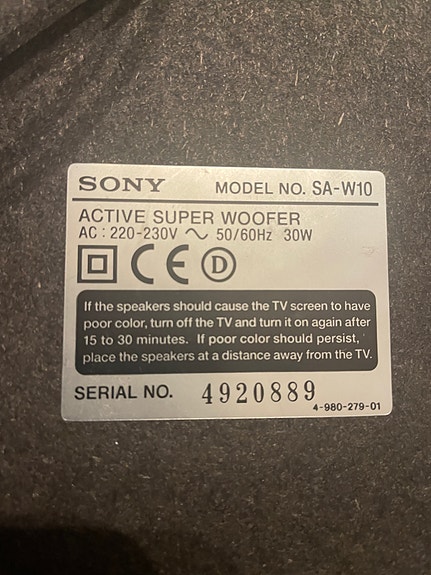 SONY MODEL NO. SA-W10
ACTIVE SUPER WOOFER
AC : 220-230V ~ 50/60Hz 30W
CE D
If the speakers should cause the TV screen to have
poor color, turn off the TV and turn it on again after
15 to 30 minutes. If poor color should persist,
place the speakers at a distance away from the TV.
SERIAL NO. 4920889
4-980-279-01